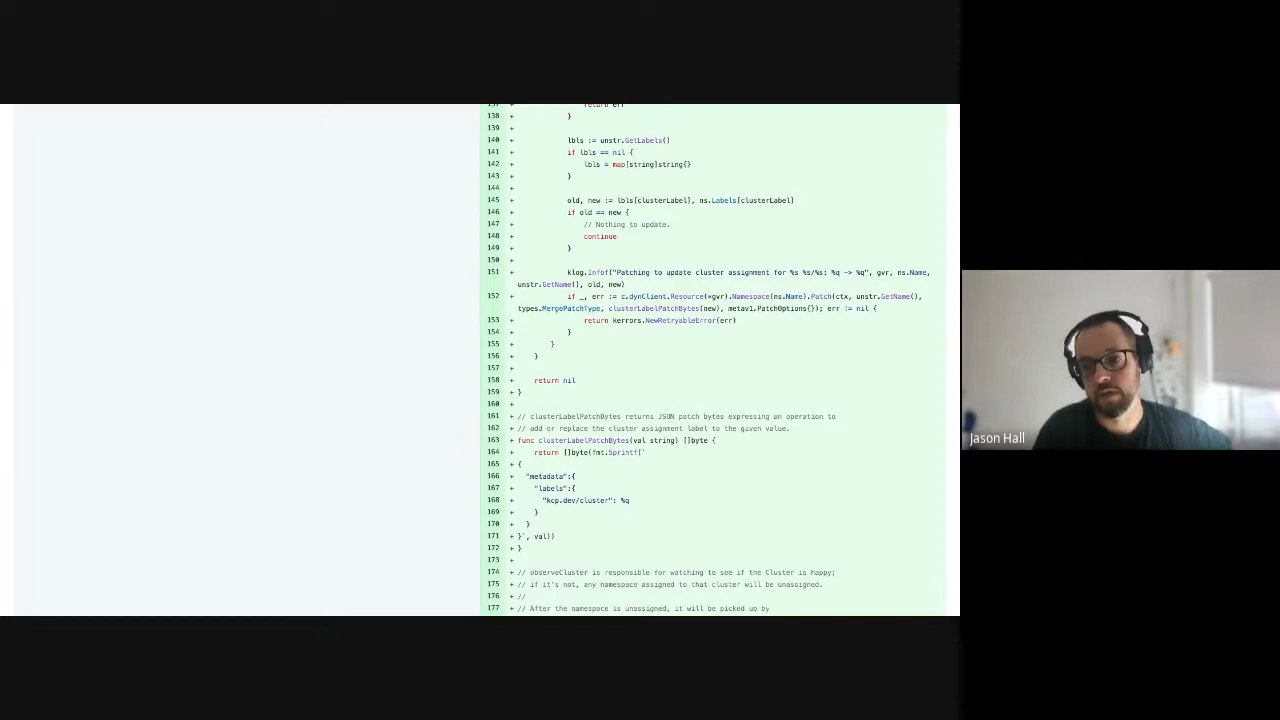 137 + return err
138 + }
139 +
140 + lbls := unstr.GetLabels()
141 + if lbls == nil {
142 + lbls = map[string]string{}
143 + }
144 +
145 + old, new := lbls[clusterLabel], ns.Labels[clusterLabel]
146 + if old == new {
147 + // Nothing to update.
148 + continue
149 + }
150 +
151 + klog.Infof("Patching to update cluster assignment for %s %s/%s: %q -> %q", gvr, ns.Name,
unstr.GetName(), old, new)
152 + if _, err := c.dynClient.Resource(*gvr).Namespace(ns.Name).Patch(ctx, unstr.GetName(),
types.MergePatchType, clusterLabelPatchBytes(new), metav1.PatchOptions{}); err != nil {
153 + return kerrors.NewRetryableError(err)
154 + }
155 + }
156 + }
157 +
158 + return nil
159 + }
160 +
161 + // clusterLabelPatchBytes returns JSON patch bytes expressing an operation to
162 + // add or replace the cluster assignment label to the given value.
163 + func clusterLabelPatchBytes(val string) []byte {
164 + return []byte(fmt.Sprintf(`
165 + {
166 + "metadata":{
167 + "labels":{
168 + "kcp.dev/cluster": %q
169 + }
170 + }
171 + }`, val))
172 + }
173 +
174 + // observeCluster is responsible for watching to see if the Cluster is happy;
175 + // if it's not, any namespace assigned to that cluster will be unassigned.
176 + //
177 + // After the namespace is unassigned, it will be picked up by
Jason Hall